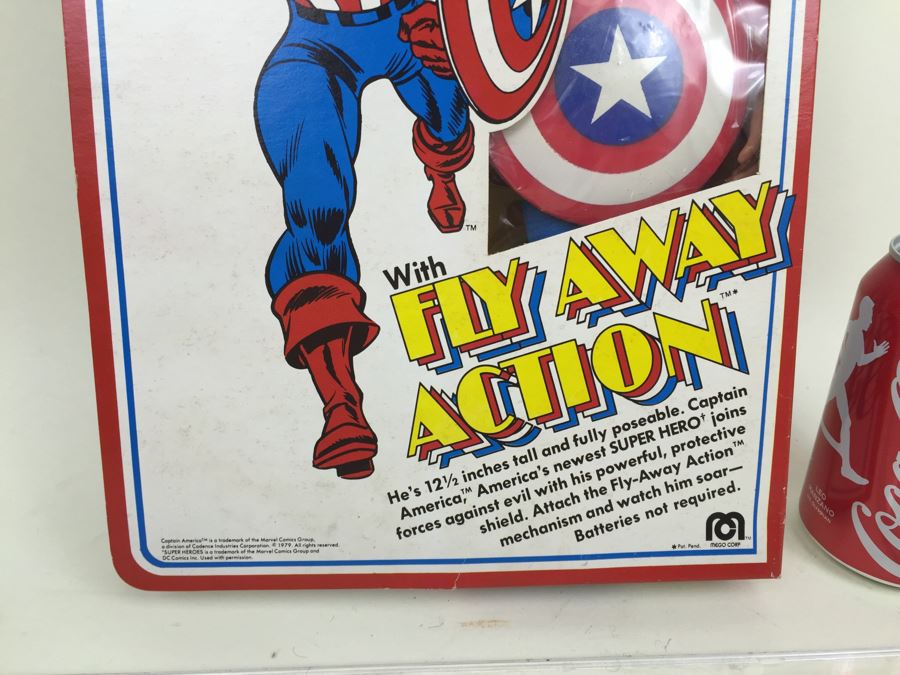 TM
With
FLY AWAY
ACTION™*
He's 12½ inches tall and fully poseable. Captain
America,™ America's newest SUPER HERO† joins
forces against evil with his powerful, protective
shield. Attach the Fly-Away Action™
mechanism and watch him soar—
Batteries not required.
*Pat. Pend.
MEGO CORP
Captain America™ is a trademark of the Marvel Comics Group,
a division of Cadence Industries Corporation. © 1979 All rights reserved.
†SUPER HEROES is a trademark of the Marvel Comics Group and
DC Comics Inc. Used with permission.
LEO
MANZANO